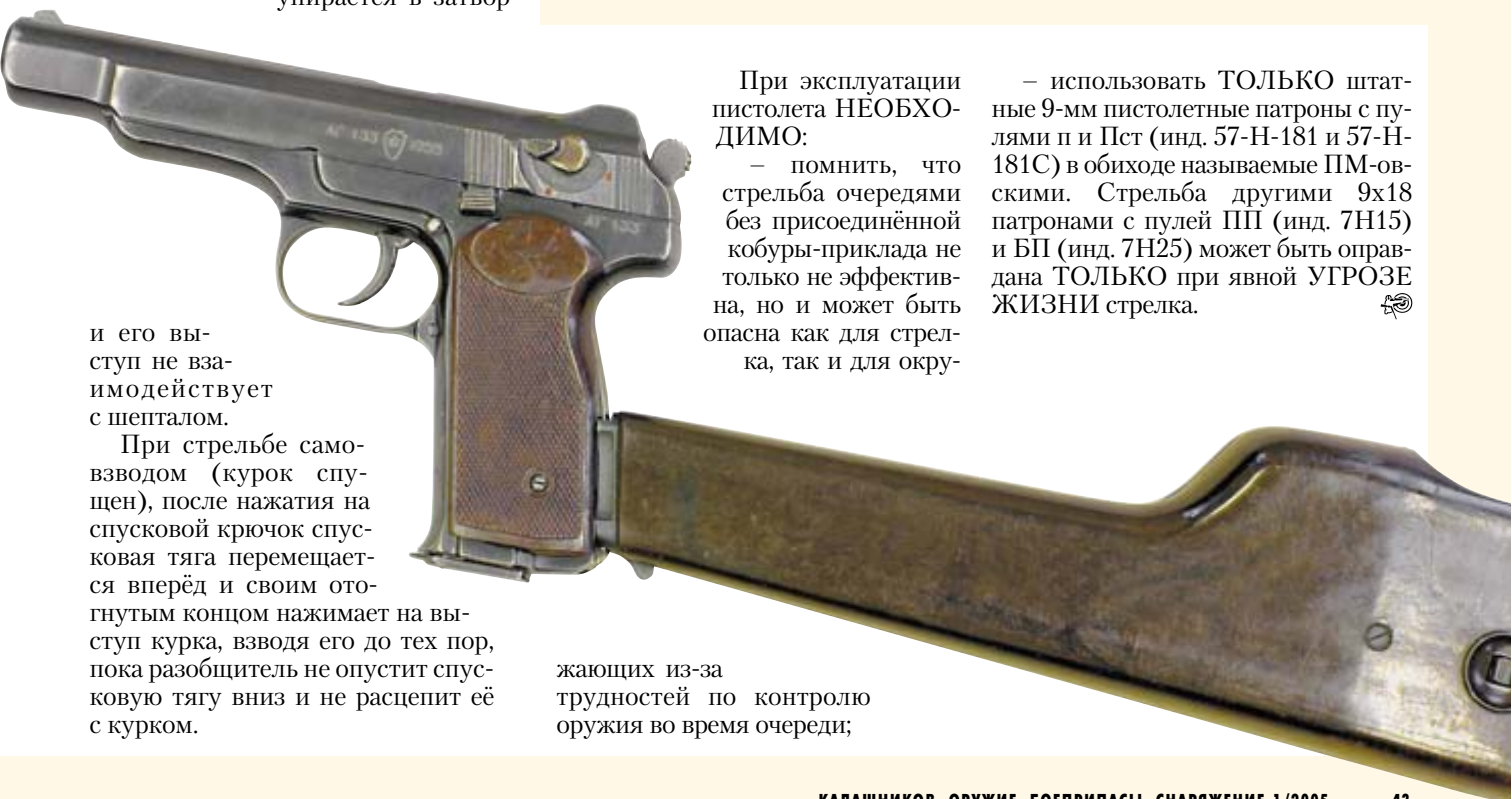 упирается в затвор
и его вы-
ступ не вза-
имодействует
с шепталом.
При стрельбе само-
взводом (курок спу-
щен), после нажатия на
спусковой крючок спус-
ковая тяга перемещает-
ся вперёд и своим ото-
гнутым концом нажимает на вы-
ступ курка, взводя его до тех пор,
пока разобщитель не опустит спус-
ковую тягу вниз и не расцепит её
с курком.
При эксплуатации
пистолета НЕОБХО-
ДИМО:
– помнить, что
стрельба очередями
без присоединённой
кобуры-приклада не
только не эффектив-
на, но и может быть
опасна как для стрел-
ка, так и для окру-
жающих из-за
трудностей по контролю
оружия во время очереди;
– использовать ТОЛЬКО штат-
ные 9-мм пистолетные патроны с пу-
лями п и Пст (инд. 57-Н-181 и 57-Н-
181С) в обиходе называемые ПМ-ов-
скими. Стрельба другими 9х18
патронами с пулей ПП (инд. 7Н15)
и БП (инд. 7Н25) может быть оправ-
дана ТОЛЬКО при явной УГРОЗЕ
ЖИЗНИ стрелка.
АГ 133 1955
АГ 133
КАЛАШНИКОВ. ОРУЖИЕ, БОЕПРИПАСЫ, СНАРЯЖЕНИЕ 1/2005 43